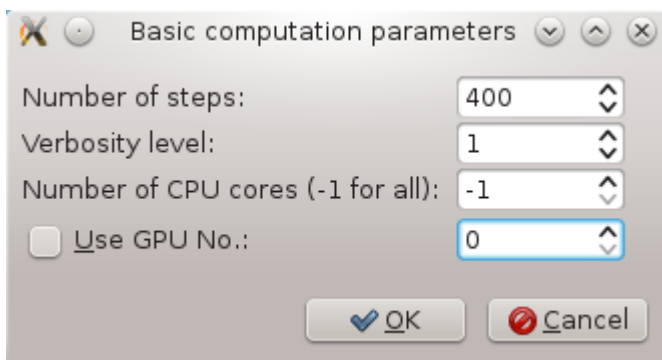 Basic computation parameters
Number of steps: 400
Verbosity level: 1
Number of CPU cores (-1 for all): -1
Use GPU No.: 0
OK Cancel